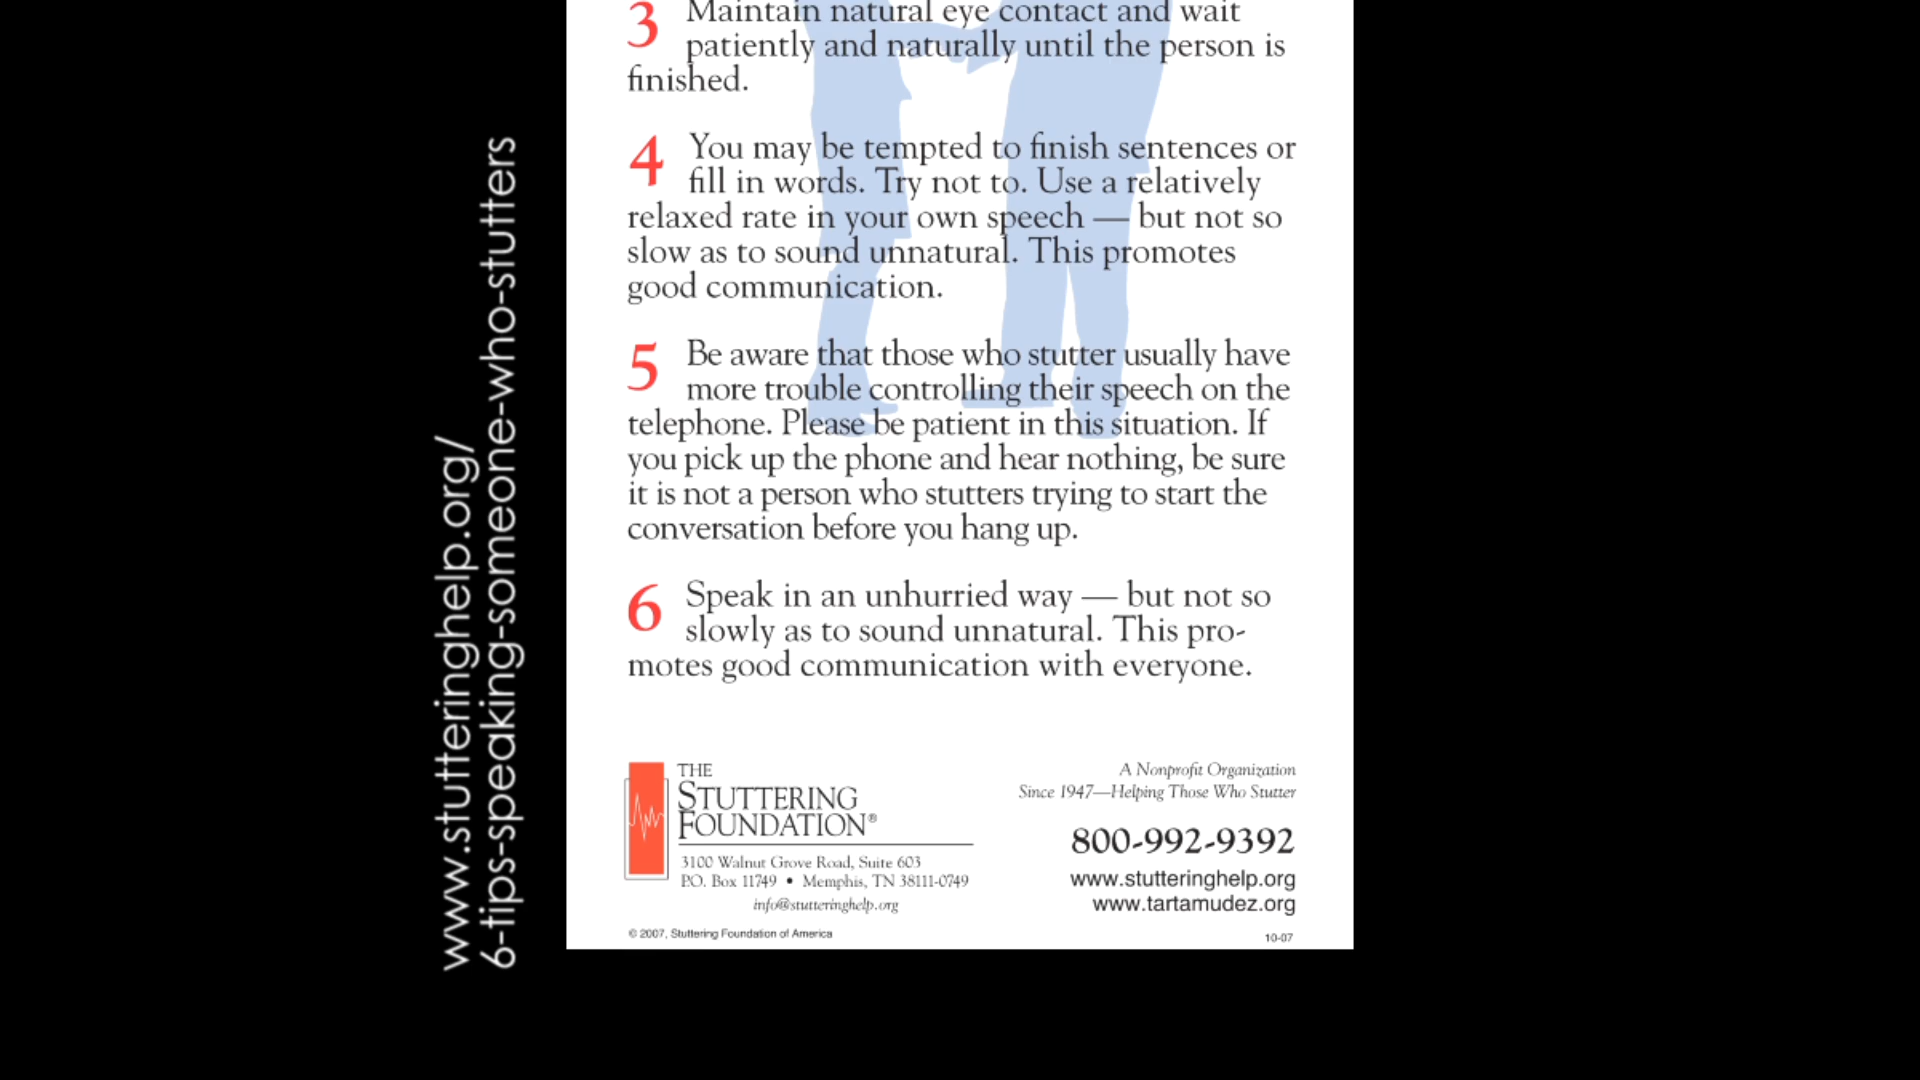 www.stutteringhelp.org/
6-tips-speaking-someone-who-stutters
3 Maintain natural eye contact and wait
patiently and naturally until the person is
finished.
4 You may be tempted to finish sentences or
fill in words. Try not to. Use a relatively
relaxed rate in your own speech — but not so
slow as to sound unnatural. This promotes
good communication.
5 Be aware that those who stutter usually have
more trouble controlling their speech on the
telephone. Please be patient in this situation. If
you pick up the phone and hear nothing, be sure
it is not a person who stutters trying to start the
conversation before you hang up.
6 Speak in an unhurried way — but not so
slowly as to sound unnatural. This pro-
motes good communication with everyone.
THE
STUTTERING
FOUNDATION®
3100 Walnut Grove Road, Suite 603
P.O. Box 11749 • Memphis, TN 38111-0749
info@stutteringhelp.org
A Nonprofit Organization
Since 1947—Helping Those Who Stutter
800-992-9392
www.stutteringhelp.org
www.tartamudez.org
© 2007, Stuttering Foundation of America
10-07